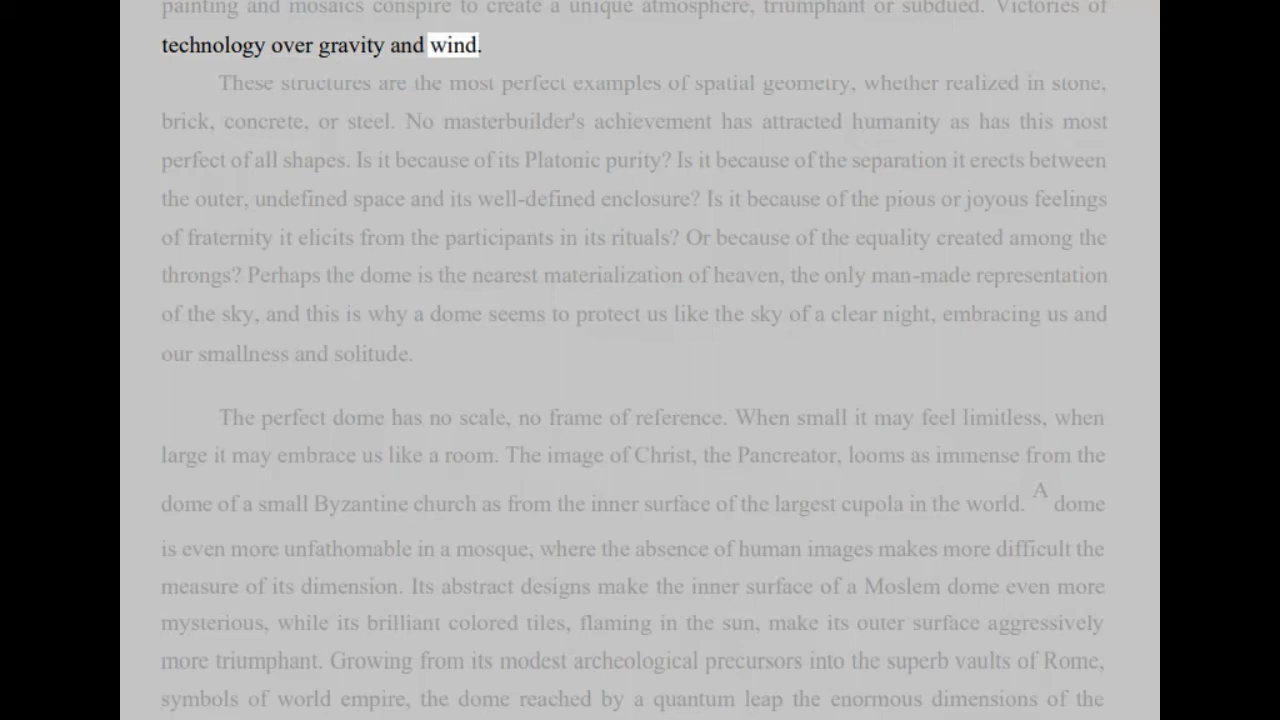 painting and mosaics conspire to create a unique atmosphere, triumphant or subdued. Victories of
technology over gravity and wind.
These structures are the most perfect examples of spatial geometry, whether realized in stone,
brick, concrete, or steel. No masterbuilder's achievement has attracted humanity as has this most
perfect of all shapes. Is it because of its Platonic purity? Is it because of the separation it erects between
the outer, undefined space and its well-defined enclosure? Is it because of the pious or joyous feelings
of fraternity it elicits from the participants in its rituals? Or because of the equality created among the
throngs? Perhaps the dome is the nearest materialization of heaven, the only man-made representation
of the sky, and this is why a dome seems to protect us like the sky of a clear night, embracing us and
our smallness and solitude.
The perfect dome has no scale, no frame of reference. When small it may feel limitless, when
large it may embrace us like a room. The image of Christ, the Pancreator, looms as immense from the
dome of a small Byzantine church as from the inner surface of the largest cupola in the world. A dome
is even more unfathomable in a mosque, where the absence of human images makes more difficult the
measure of its dimension. Its abstract designs make the inner surface of a Moslem dome even more
mysterious, while its brilliant colored tiles, flaming in the sun, make its outer surface aggressively
more triumphant. Growing from its modest archeological precursors into the superb vaults of Rome,
symbols of world empire, the dome reached by a quantum leap the enormous dimensions of the